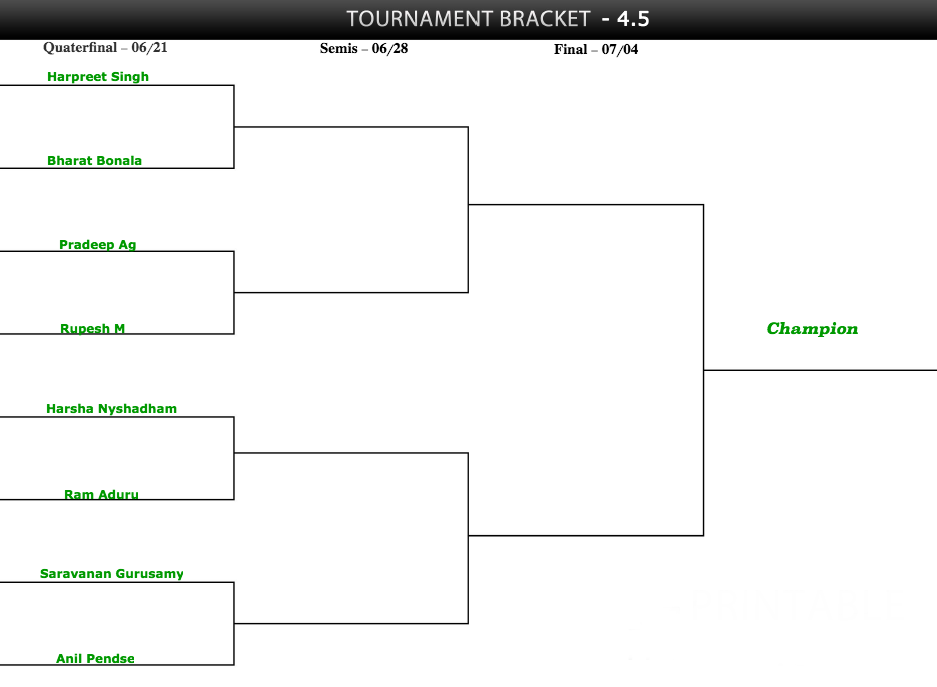 TOURNAMENT BRACKET - 4.5
Quaterfinal – 06/21 Semis – 06/28 Final – 07/04
Harpreet Singh
Bharat Bonala
Pradeep Ag
Rupesh M
Champion
Harsha Nyshadham
Ram Aduru
Saravanan Gurusamy
Anil Pendse